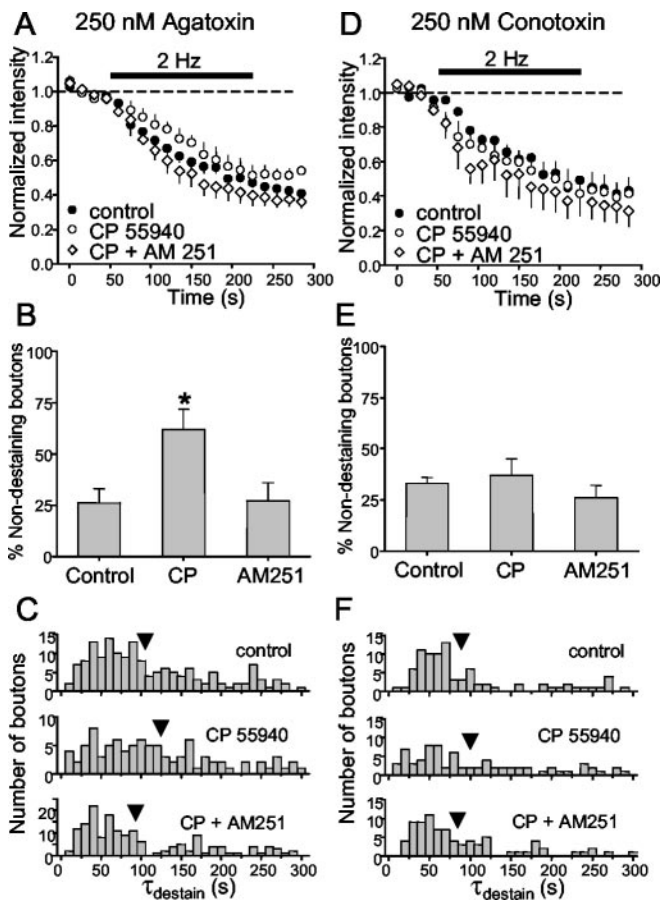 A 250 nM Agatoxin
2 Hz
Normalized intensity
1.2
1.0
0.8
0.6
0.4
0.2
0.0
control
CP 55940
CP + AM 251
0 50 100 150 200 250 300
Time (s)
B
% Non-destaining boutons
100
75
50
25
0
*
Control CP AM251
C
Number of boutons
15
10
5
0
control
15
10
5
0
CP 55940
20
10
0
CP + AM251
0 50 100 150 200 250 300
τdestain (s)
D 250 nM Conotoxin
2 Hz
Normalized intensity
1.2
1.0
0.8
0.6
0.4
0.2
0.0
control
CP 55940
CP + AM 251
0 50 100 150 200 250 300
Time (s)
E
% Non-destaining boutons
100
75
50
25
0
Control CP AM251
F
Number of boutons
15
10
5
0
control
15
10
5
0
CP 55940
15
10
5
0
CP + AM251
0 50 100 150 200 250 300
τdestain (s)